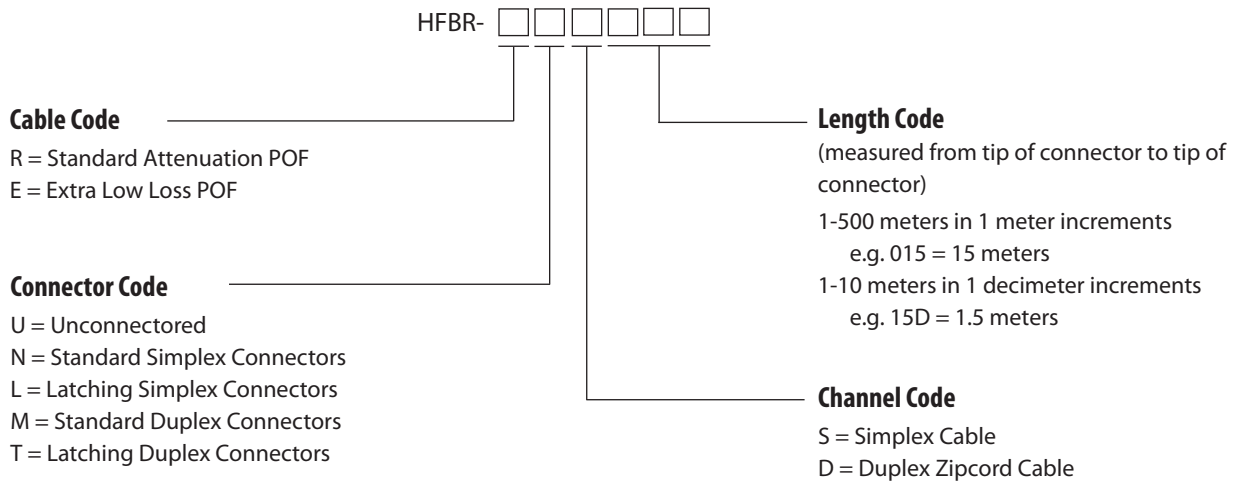 HFBR-
Cable Code
R = Standard Attenuation POF
E = Extra Low Loss POF
Connector Code
U = Unconnectored
N = Standard Simplex Connectors
L = Latching Simplex Connectors
M = Standard Duplex Connectors
T = Latching Duplex Connectors
Length Code
(measured from tip of connector to tip of
connector)
1-500 meters in 1 meter increments
e.g. 015 = 15 meters
1-10 meters in 1 decimeter increments
e.g. 15D = 1.5 meters
Channel Code
S = Simplex Cable
D = Duplex Zipcord Cable